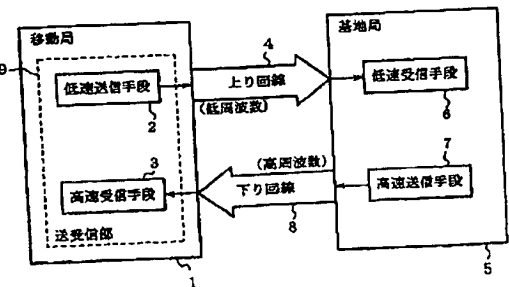 移動局
基地局
9
4
低速送信手段
上り回線
低速受信手段
2
(低周波数)
6
3
(高周波数)
7
高速受信手段
下り回線
高速送信手段
送受信部
8
1
5